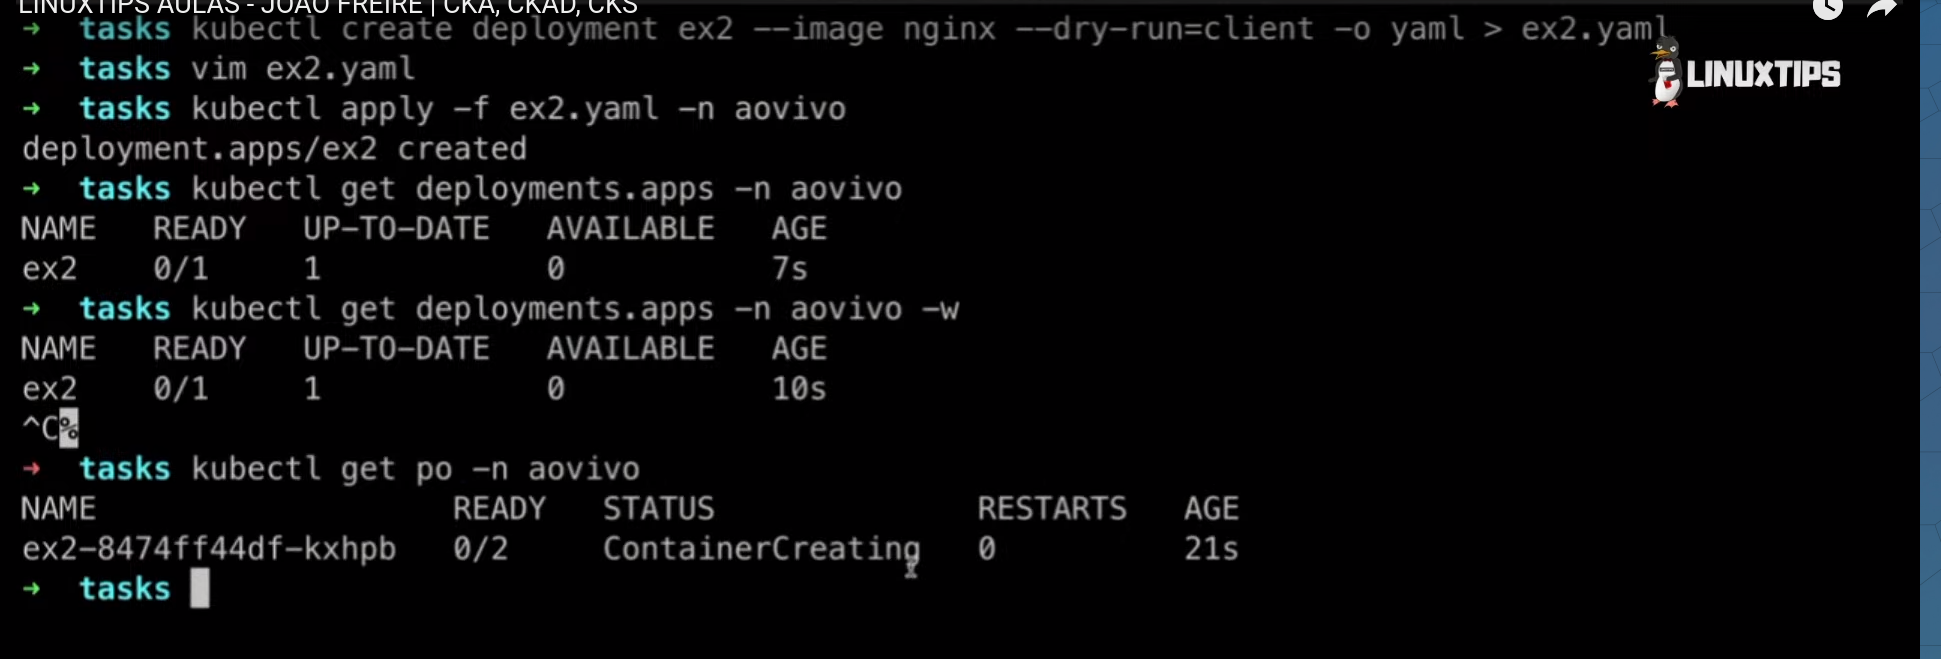 LINUXTIPS AULAS - JOÃO FREIRE | CKA, CKAD, CKS
→ tasks kubectl create deployment ex2 --image nginx --dry-run=client -o yaml > ex2.yaml
LINUXTIPS
→ tasks vim ex2.yaml
→ tasks kubectl apply -f ex2.yaml -n aovivo
deployment.apps/ex2 created
→ tasks kubectl get deployments.apps -n aovivo
NAME READY UP-TO-DATE AVAILABLE AGE
ex2 0/1 1 0 7s
→ tasks kubectl get deployments.apps -n aovivo -w
NAME READY UP-TO-DATE AVAILABLE AGE
ex2 0/1 1 0 10s
^C%
→ tasks kubectl get po -n aovivo
NAME READY STATUS RESTARTS AGE
ex2-8474ff44df-kxhpb 0/2 ContainerCreating 0 21s
→ tasks